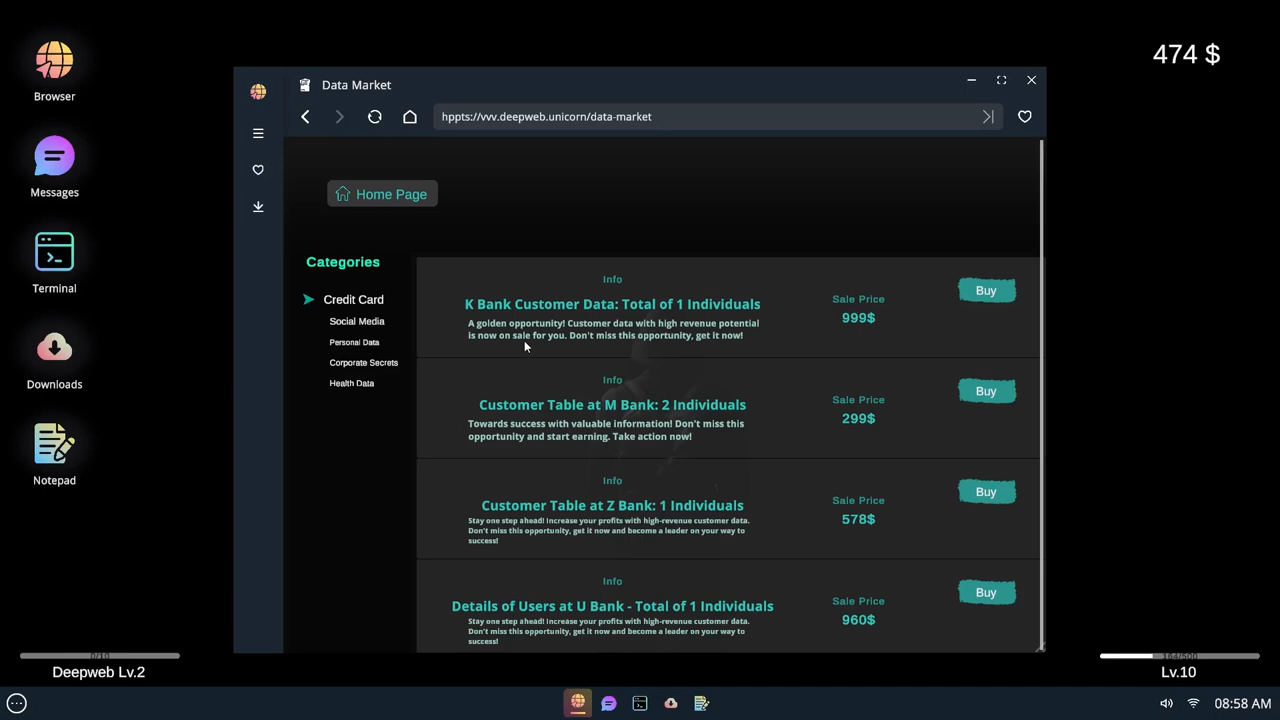 474 $
Browser
Messages
Terminal
Downloads
Notepad
Data Market
hppts://vvv.deepweb.unicorn/data-market
Home Page
Categories
Credit Card
Social Media
Personal Data
Corporate Secrets
Health Data
Info
K Bank Customer Data: Total of 1 Individuals
A golden opportunity! Customer data with high revenue potential
is now on sale for you. Don't miss this opportunity, get it now!
Sale Price
999$
Buy
Info
Customer Table at M Bank: 2 Individuals
Towards success with valuable information! Don't miss this
opportunity and start earning. Take action now!
Sale Price
299$
Buy
Info
Customer Table at Z Bank: 1 Individuals
Stay one step ahead! Increase your profits with high-revenue customer data.
Don't miss this opportunity, get it now and become a leader on your way to
success!
Sale Price
578$
Buy
Info
Details of Users at U Bank - Total of 1 Individuals
Stay one step ahead! Increase your profits with high-revenue customer data.
Don't miss this opportunity, get it now and become a leader on your way to
success!
Sale Price
960$
Buy
0/10
Deepweb Lv.2
164/500
Lv.10
08:58 AM